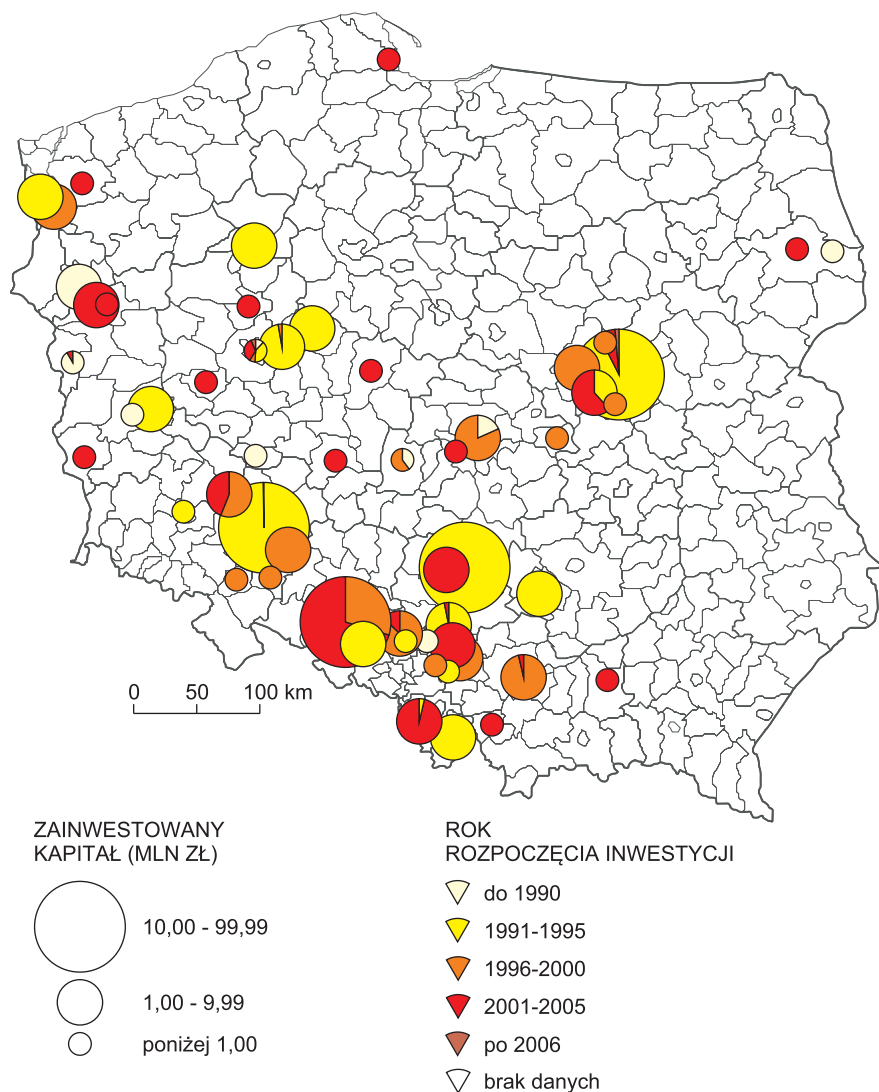 0 50 100 km
ZAINWESTOWANY
KAPITAŁ (MLN ZŁ)
10,00 - 99,99
1,00 - 9,99
poniżej 1,00
ROK
ROZPOCZĘCIA INWESTYCJI
do 1990
1991-1995
1996-2000
2001-2005
po 2006
brak danych